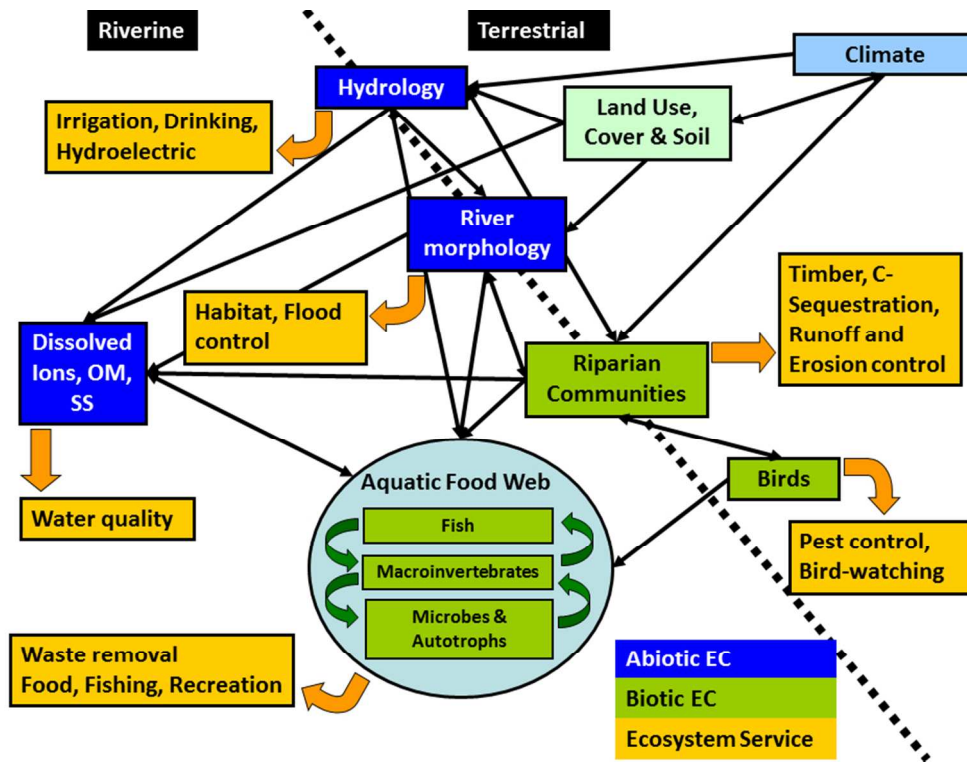 Riverine
Terrestrial
Climate
Hydrology
Land Use,
Cover & Soil
Irrigation, Drinking,
Hydroelectric
River
morphology
Timber, C-
Sequestration,
Runoff and
Erosion control
Habitat, Flood
control
Dissolved
Ions, OM,
SS
Riparian
Communities
Birds
Water quality
Aquatic Food Web
Fish
Macroinvertebrates
Microbes &
Autotrophs
Pest control,
Bird-watching
Waste removal
Food, Fishing, Recreation
Abiotic EC
Biotic EC
Ecosystem Service